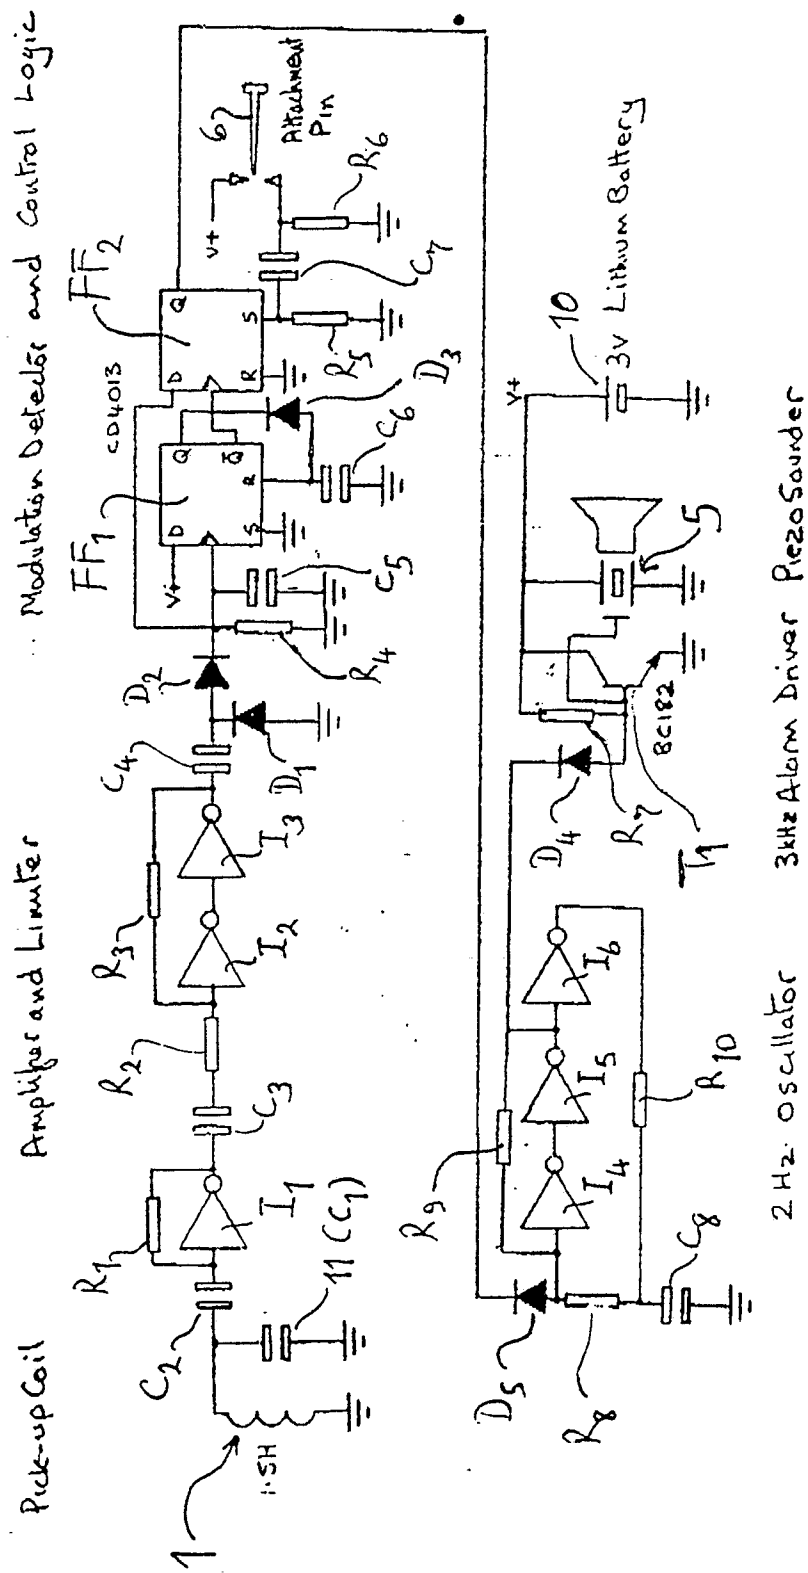 Pick-up Coil
Amplifier and Limiter
Modulation Detector and Control Logic
1
1.5H
C2
11 (C1)
R1
I1
C3
R2
R3
I2
I3
C4
D1
D2
R4
C5
V+
FF1
D
Q
Q̅
S
R
C6
D3
CD4013
FF2
D
Q
R
S
R5
C7
V+
R6
6
Attachment
Pin
D5
R8
C8
R9
I4
I5
I6
R10
D4
R7
T1
BC182
5
V+
10
3V Lithium Battery
2Hz Oscillator
3kHz Alarm Driver
Piezo Sounder